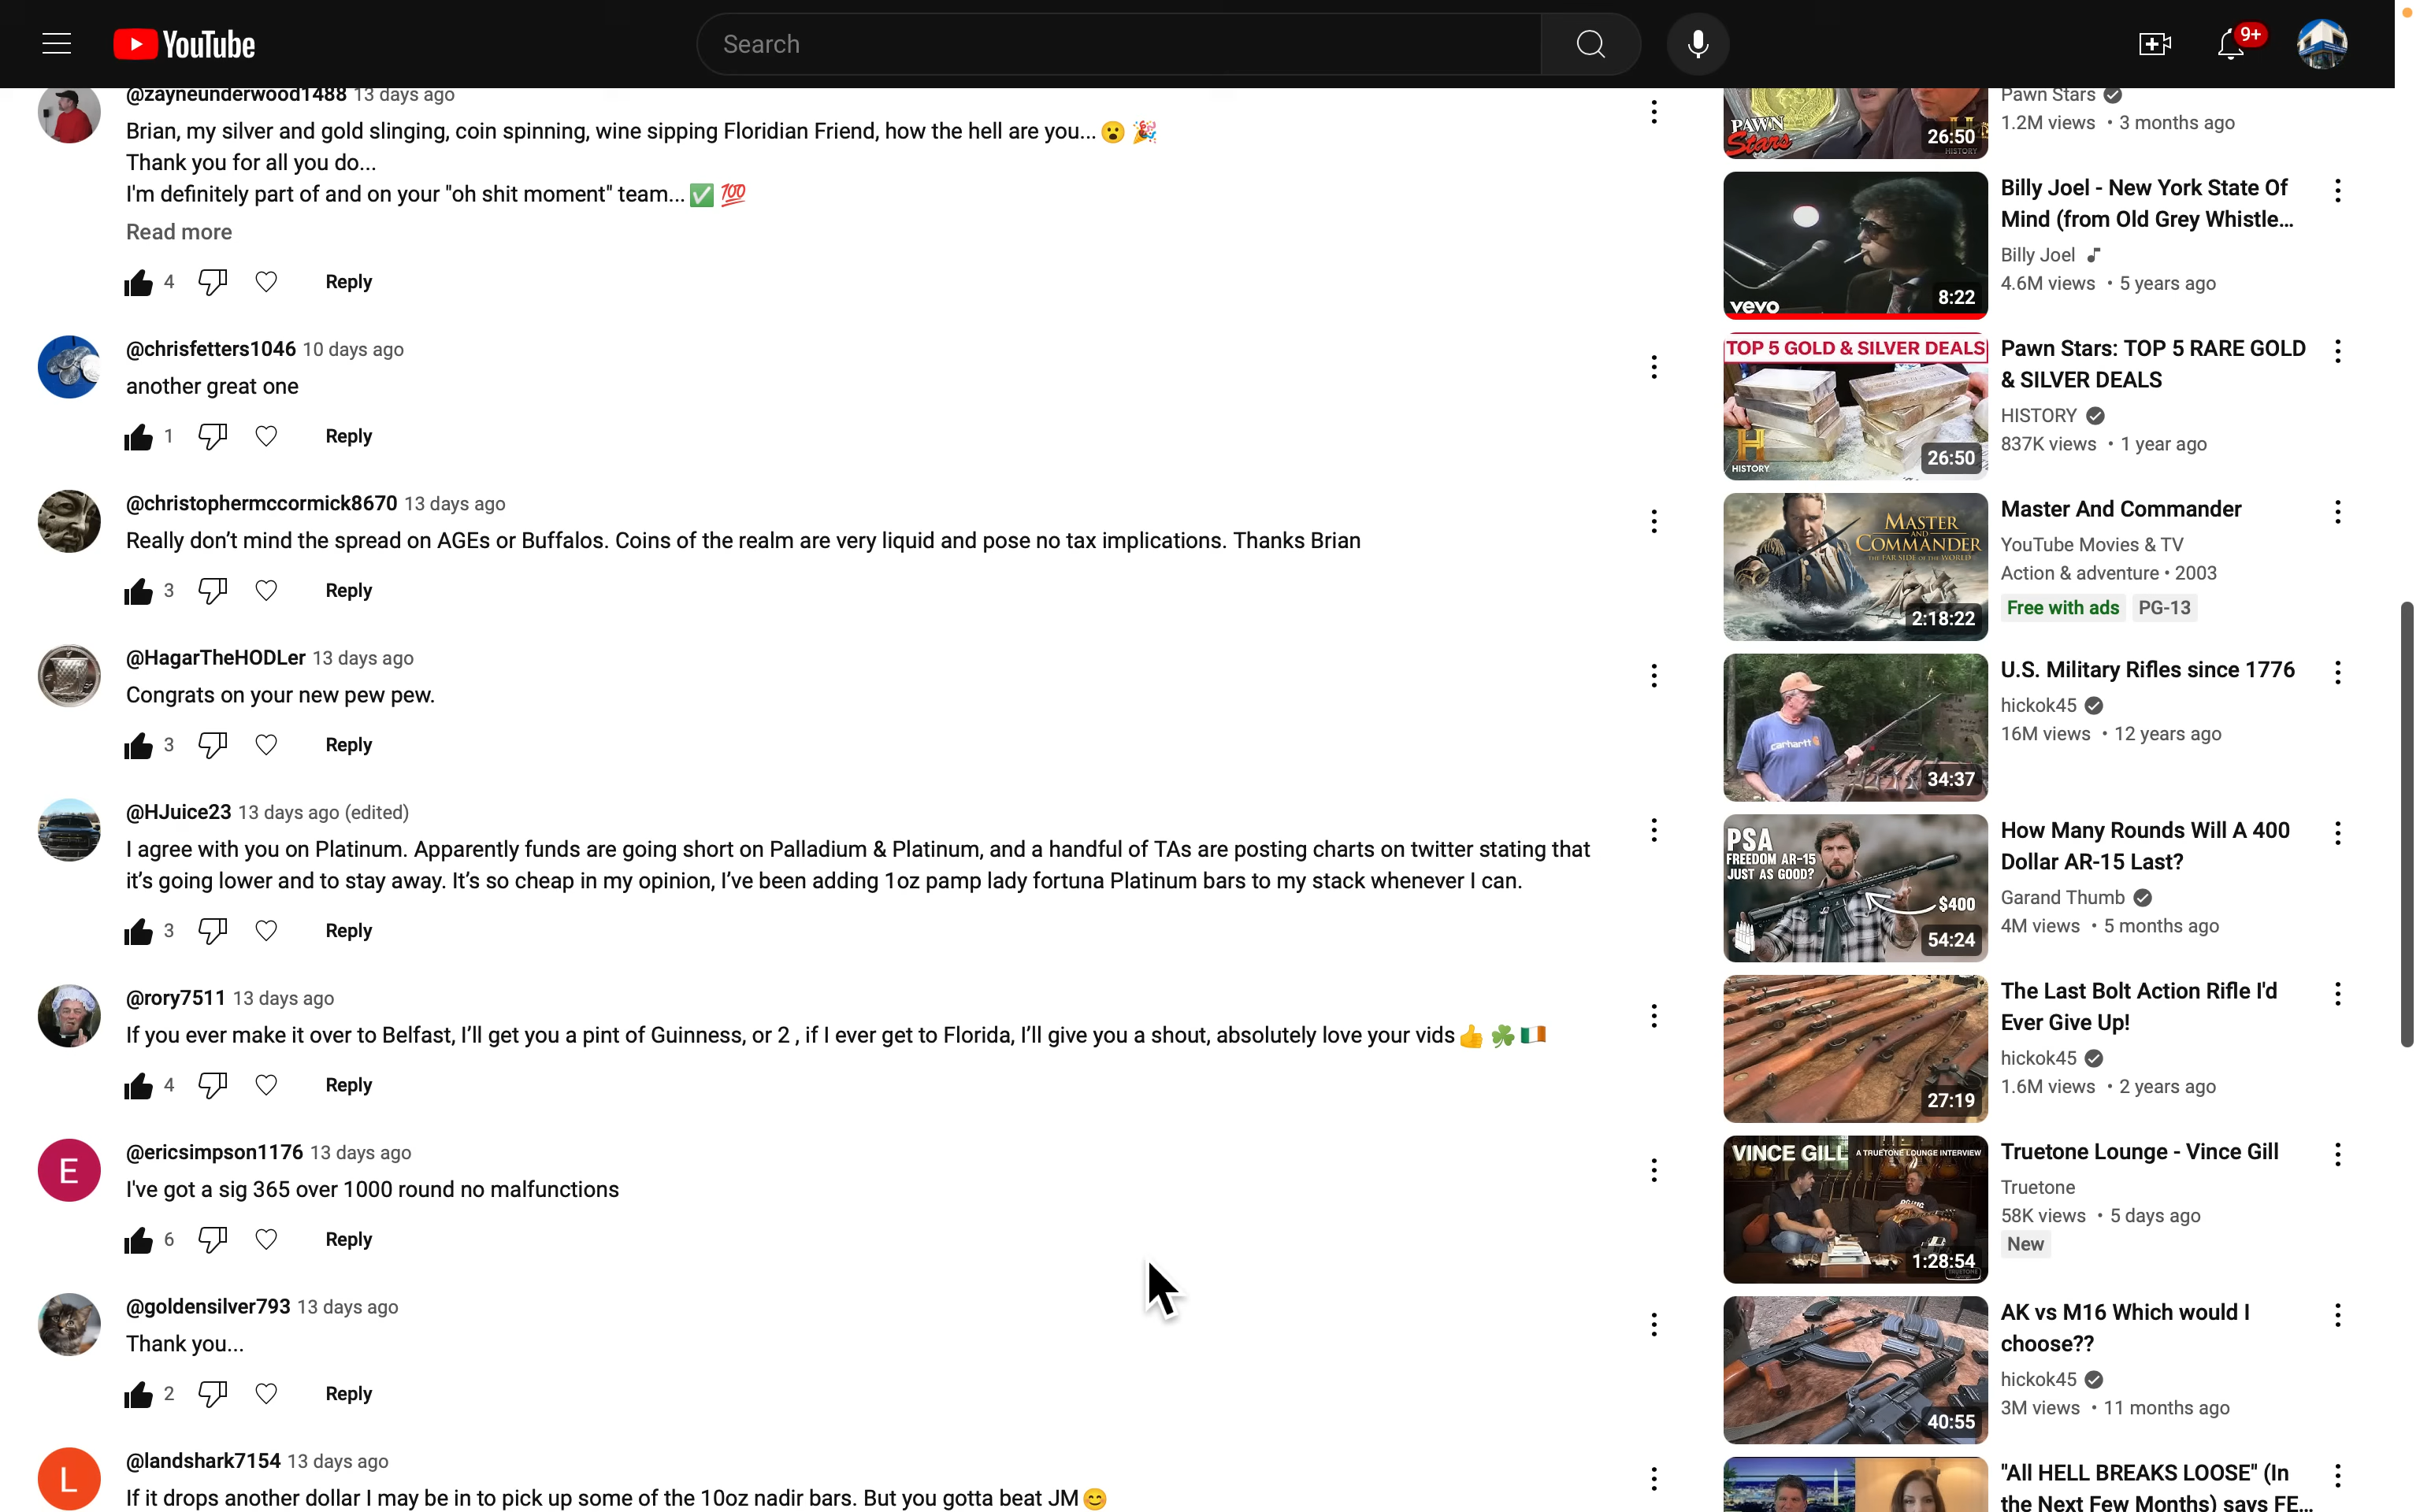 YouTube
Search
9+
@zayneunderwood1488 13 days ago
Brian, my silver and gold slinging, coin spinning, wine sipping Floridian Friend, how the hell are you...😮 🎉
Thank you for all you do...
I'm definitely part of and on your "oh shit moment" team...✅ 💯
Read more
4
Reply
@chrisfetters1046 10 days ago
another great one
1
Reply
@christophermccormick8670 13 days ago
Really don’t mind the spread on AGEs or Buffalos. Coins of the realm are very liquid and pose no tax implications. Thanks Brian
3
Reply
@HagarTheHODLer 13 days ago
Congrats on your new pew pew.
3
Reply
@HJuice23 13 days ago (edited)
I agree with you on Platinum. Apparently funds are going short on Palladium & Platinum, and a handful of TAs are posting charts on twitter stating that
it’s going lower and to stay away. It’s so cheap in my opinion, I’ve been adding 1oz pamp lady fortuna Platinum bars to my stack whenever I can.
3
Reply
@rory7511 13 days ago
If you ever make it over to Belfast, I’ll get you a pint of Guinness, or 2 , if I ever get to Florida, I’ll give you a shout, absolutely love your vids👍 ☘️ 🇮🇪
4
Reply
@ericsimpson1176 13 days ago
I've got a sig 365 over 1000 round no malfunctions
6
Reply
@goldensilver793 13 days ago
Thank you...
2
Reply
@landshark7154 13 days ago
If it drops another dollar I may be in to pick up some of the 10oz nadir bars. But you gotta beat JM😊
E
L
PAWN
Stars
HISTORY
26:50
Pawn Stars
1.2M views • 3 months ago
vevo
8:22
Billy Joel - New York State Of
Mind (from Old Grey Whistle...
Billy Joel
4.6M views • 5 years ago
TOP 5 GOLD & SILVER DEALS
H
HISTORY
26:50
Pawn Stars: TOP 5 RARE GOLD
& SILVER DEALS
HISTORY
837K views • 1 year ago
MASTER
AND
COMMANDER
THE FAR SIDE OF THE WORLD
2:18:22
Master And Commander
YouTube Movies & TV
Action & adventure • 2003
Free with ads PG-13
carhartt
34:37
U.S. Military Rifles since 1776
hickok45
16M views • 12 years ago
PSA
FREEDOM AR-15
JUST AS GOOD?
$400
54:24
How Many Rounds Will A 400
Dollar AR-15 Last?
Garand Thumb
4M views • 5 months ago
27:19
The Last Bolt Action Rifle I'd
Ever Give Up!
hickok45
1.6M views • 2 years ago
VINCE GILL A TRUETONE LOUNGE INTERVIEW
1:28:54
TRUETONE
Truetone Lounge - Vince Gill
Truetone
58K views • 5 days ago
New
40:55
AK vs M16 Which would I
choose??
hickok45
3M views • 11 months ago
"All HELL BREAKS LOOSE" (In
the Next Few Months) says FE...